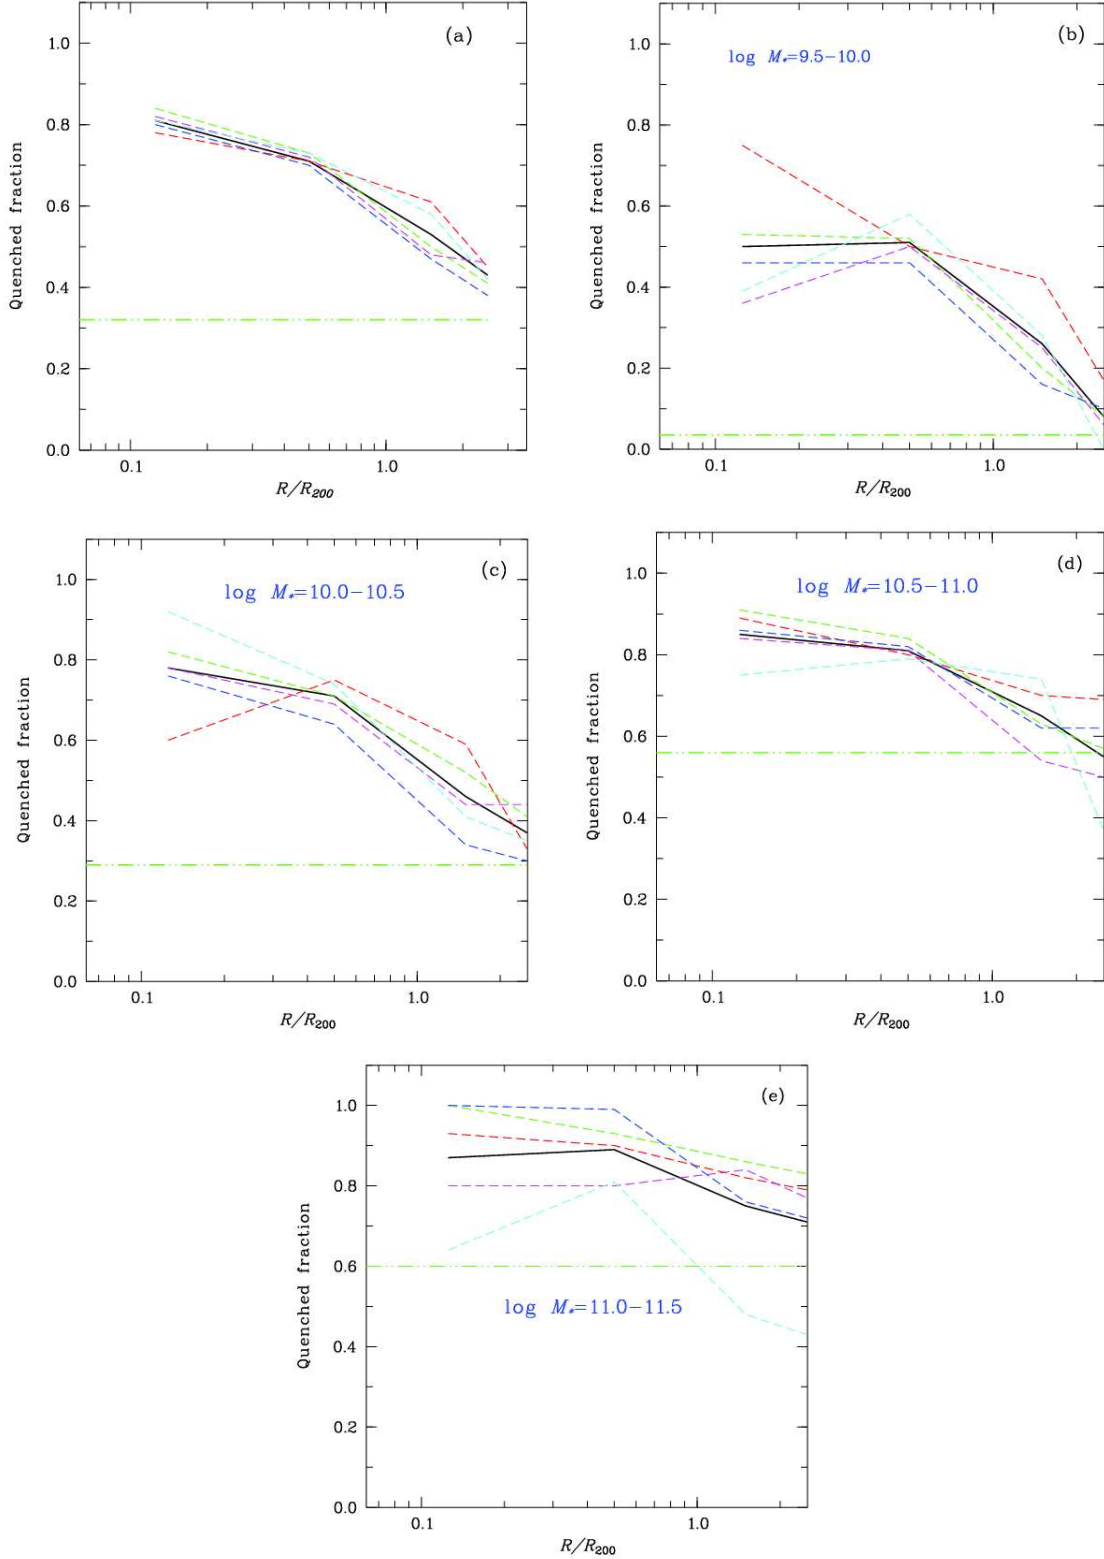 (a)
1.0
0.8
0.6
0.4
0.2
0.0
Quenched fraction
0.1 1.0
R/R200
(b)
log M*=9.5−10.0
1.0
0.8
0.6
0.4
0.2
0.0
Quenched fraction
0.1 1.0
R/R200
(c)
log M*=10.0−10.5
1.0
0.8
0.6
0.4
0.2
0.0
Quenched fraction
0.1 1.0
R/R200
(d)
log M*=10.5−11.0
1.0
0.8
0.6
0.4
0.2
0.0
Quenched fraction
0.1 1.0
R/R200
(e)
1.0
0.8
0.6
0.4
0.2
0.0
Quenched fraction
log M*=11.0−11.5
0.1 1.0
R/R200